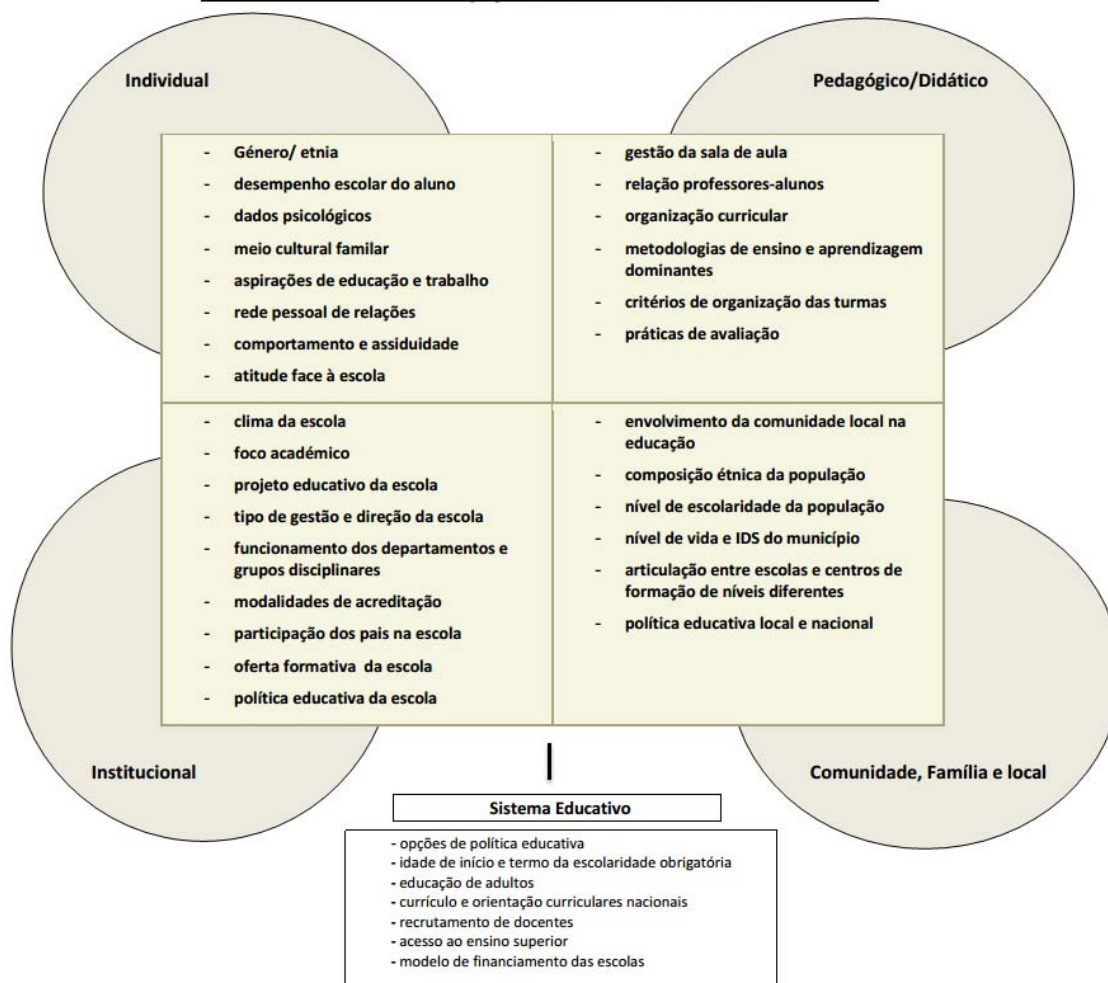 Individual
Pedagógico/Didático
- Género/ etnia
- desempenho escolar do aluno
- dados psicológicos
- meio cultural familar
- aspirações de educação e trabalho
- rede pessoal de relações
- comportamento e assiduidade
- atitude face à escola
- gestão da sala de aula
- relação professores-alunos
- organização curricular
- metodologias de ensino e aprendizagem
dominantes
- critérios de organização das turmas
- práticas de avaliação
- clima da escola
- foco académico
- projeto educativo da escola
- tipo de gestão e direção da escola
- funcionamento dos departamentos e
grupos disciplinares
- modalidades de acreditação
- participação dos pais na escola
- oferta formativa da escola
- política educativa da escola
- envolvimento da comunidade local na
educação
- composição étnica da população
- nível de escolaridade da população
- nível de vida e IDS do município
- articulação entre escolas e centros de
formação de níveis diferentes
- política educativa local e nacional
Institucional
Comunidade, Família e local
Sistema Educativo
- opções de política educativa
- idade de início e termo da escolaridade obrigatória
- educação de adultos
- currículo e orientação curriculares nacionais
- recrutamento de docentes
- acesso ao ensino superior
- modelo de financiamento das escolas